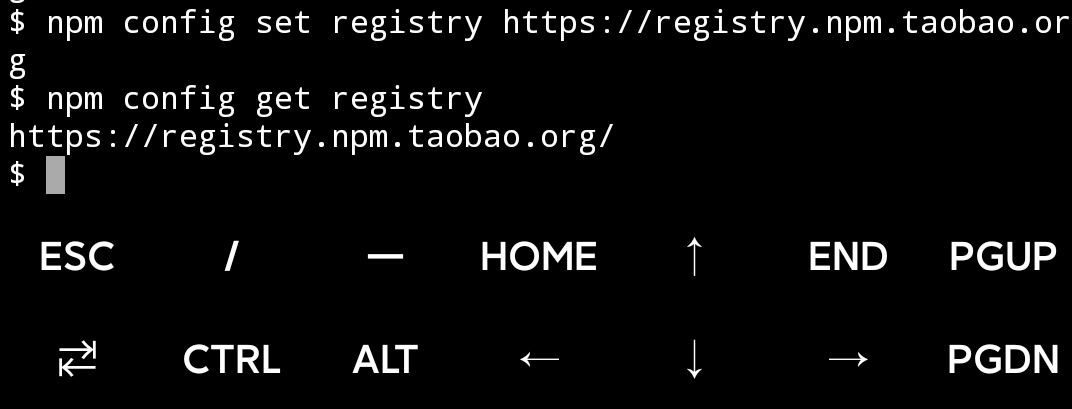 $ npm config set registry https://registry.npm.taobao.or
g
$ npm config get registry
https://registry.npm.taobao.org/
$
ESC / — HOME ↑ END PGUP
⇄ CTRL ALT ← ↓ → PGDN